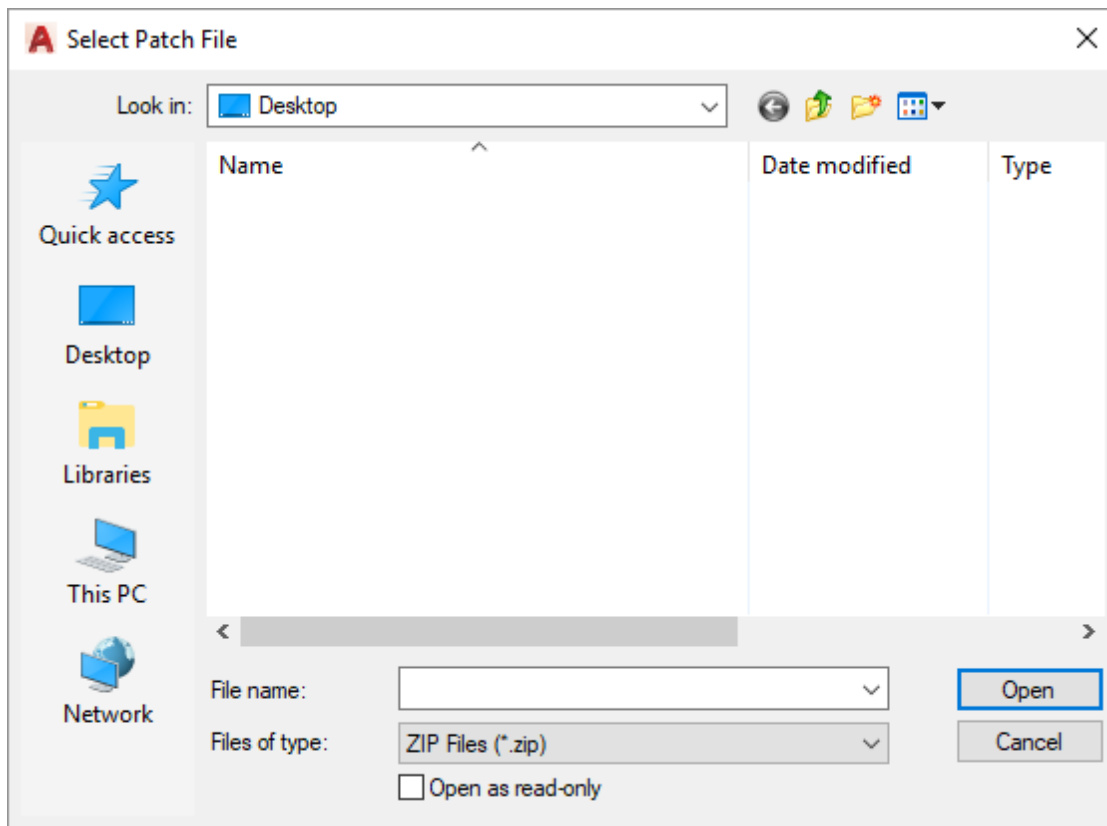 Select Patch File
Look in: Desktop
Name Date modified Type
Quick access
Desktop
Libraries
This PC
Network
File name: Open
Files of type: ZIP Files (*.zip) Cancel
Open as read-only